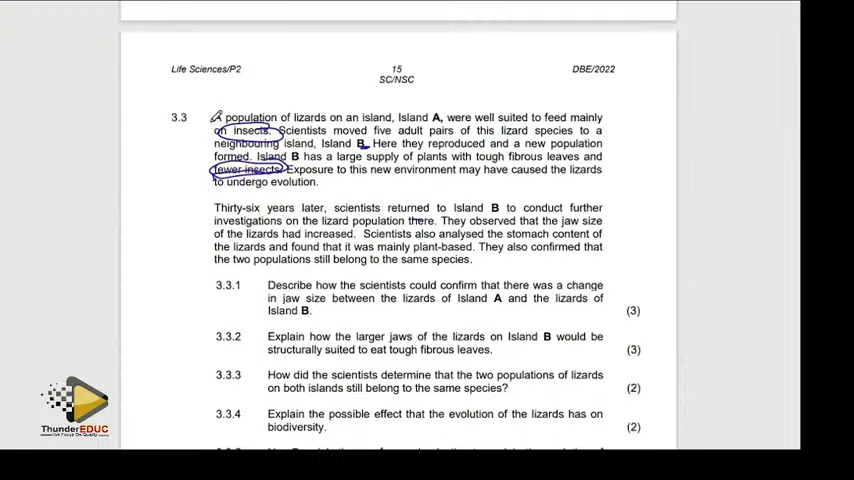 Life Sciences/P2 15 DBE/2022
SC/NSC
3.3 A population of lizards on an island, Island A, were well suited to feed mainly
on insects. Scientists moved five adult pairs of this lizard species to a
neighbouring island, Island B. Here they reproduced and a new population
formed. Island B has a large supply of plants with tough fibrous leaves and
fewer insects. Exposure to this new environment may have caused the lizards
to undergo evolution.
Thirty-six years later, scientists returned to Island B to conduct further
investigations on the lizard population there. They observed that the jaw size
of the lizards had increased. Scientists also analysed the stomach content of
the lizards and found that it was mainly plant-based. They also confirmed that
the two populations still belong to the same species.
3.3.1 Describe how the scientists could confirm that there was a change
in jaw size between the lizards of Island A and the lizards of
Island B. (3)
3.3.2 Explain how the larger jaws of the lizards on Island B would be
structurally suited to eat tough fibrous leaves. (3)
3.3.3 How did the scientists determine that the two populations of lizards
on both islands still belong to the same species? (2)
3.3.4 Explain the possible effect that the evolution of the lizards has on
biodiversity. (2)
ThunderEDUC
We Focus On Quality